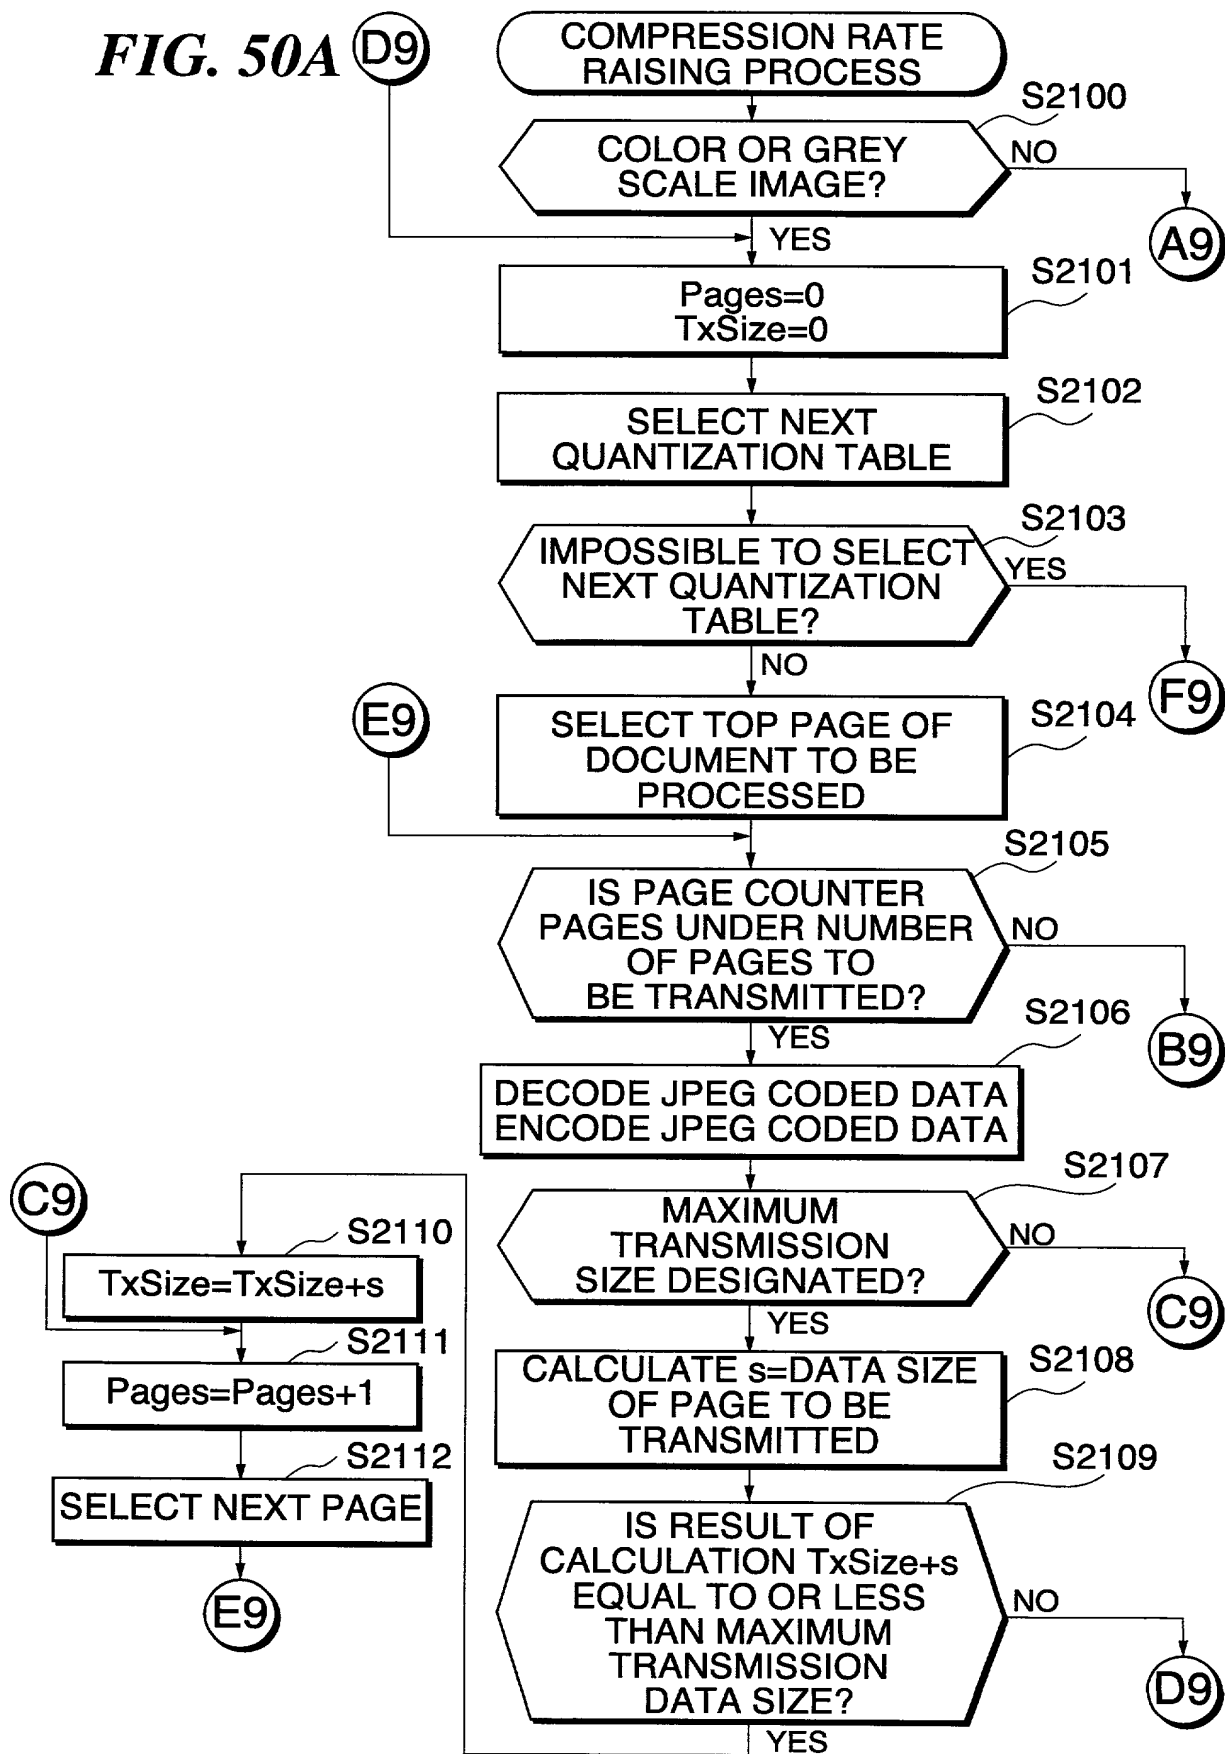 FIG. 50A
D9
COMPRESSION RATE
RAISING PROCESS
S2100
COLOR OR GREY
SCALE IMAGE?
NO
A9
YES
S2101
Pages=0
TxSize=0
S2102
SELECT NEXT
QUANTIZATION TABLE
S2103
IMPOSSIBLE TO SELECT
NEXT QUANTIZATION
TABLE?
YES
F9
NO
E9
S2104
SELECT TOP PAGE OF
DOCUMENT TO BE
PROCESSED
S2105
IS PAGE COUNTER
PAGES UNDER NUMBER
OF PAGES TO
BE TRANSMITTED?
NO
B9
YES
S2106
DECODE JPEG CODED DATA
ENCODE JPEG CODED DATA
S2107
MAXIMUM
TRANSMISSION
SIZE DESIGNATED?
NO
C9
YES
S2108
CALCULATE s=DATA SIZE
OF PAGE TO BE
TRANSMITTED
S2109
IS RESULT OF
CALCULATION TxSize+s
EQUAL TO OR LESS
THAN MAXIMUM
TRANSMISSION
DATA SIZE?
NO
D9
YES
C9
S2110
TxSize=TxSize+s
S2111
Pages=Pages+1
S2112
SELECT NEXT PAGE
E9